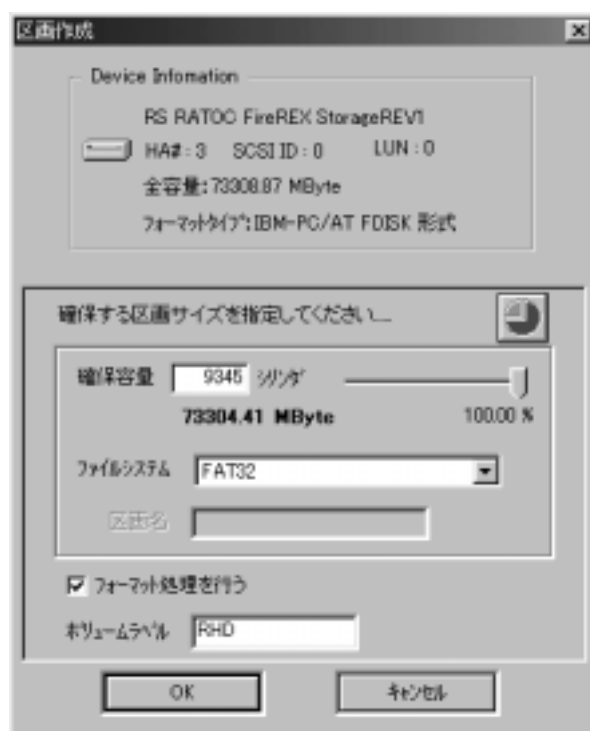 区画作成
Device Infomation
RS RATOC FireREX StorageREV1
HA# : 3 SCSI ID : 0 LUN : 0
全容量:73308.87 MByte
フォーマットタイプ:IBM-PC/AT FDISK 形式
確保する区画サイズを指定してください...
確保容量 9345 シリンダ
73304.41 MByte 100.00 %
ファイルシステム FAT32
区画名
フォーマット処理を行う
ボリュームラベル RHD
OK キャンセル